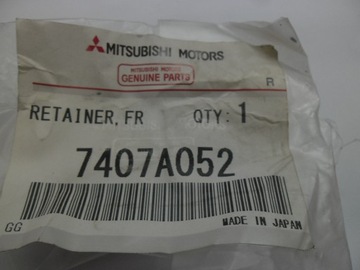 MITSUBISHI MOTORS
MITSUBISHI MOTORS
GENUINE PARTS
R
RETAINER, FR QTY: 1
7407A052
GG MADE IN JAPAN